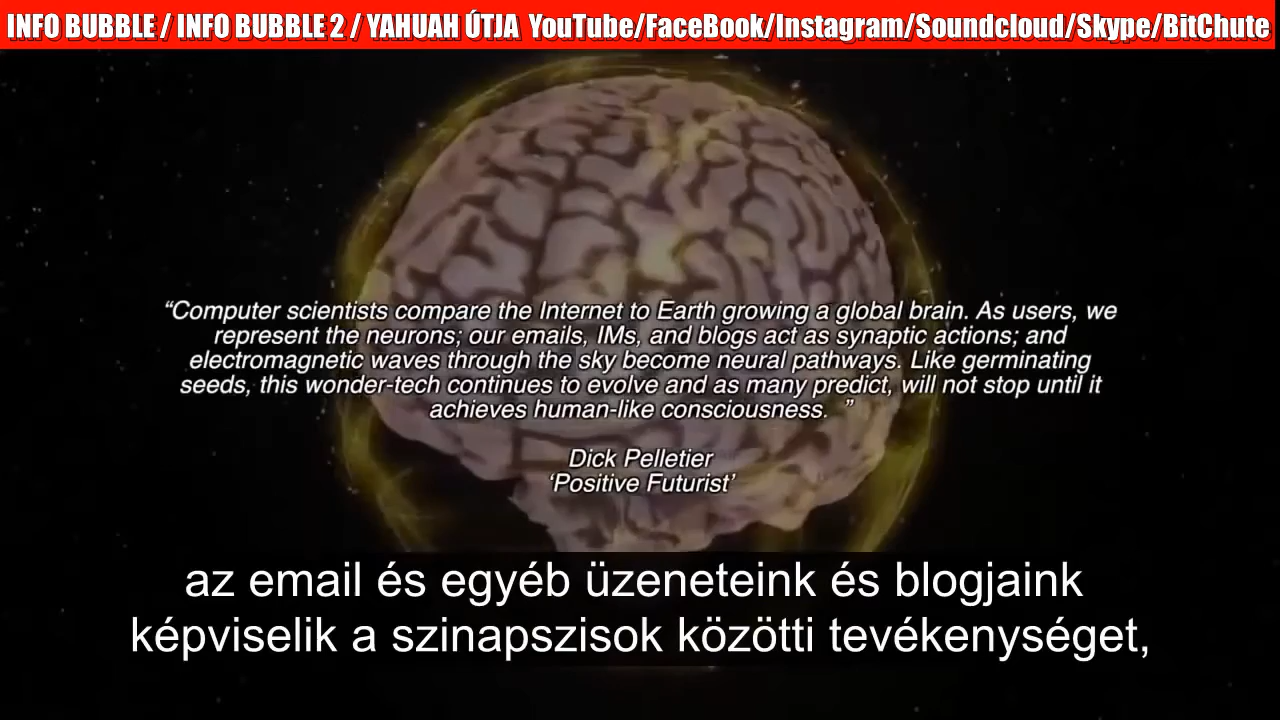 INFO BUBBLE / INFO BUBBLE 2 / YAHUAH ÚTJA YouTube/FaceBook/Instagram/Soundcloud/Skype/BitChute
“Computer scientists compare the Internet to Earth growing a global brain. As users, we
represent the neurons; our emails, IMs, and blogs act as synaptic actions; and
electromagnetic waves through the sky become neural pathways. Like germinating
seeds, this wonder-tech continues to evolve and as many predict, will not stop until it
achieves human-like consciousness. ”
Dick Pelletier
‘Positive Futurist’
az email és egyéb üzeneteink és blogjaink
képviselik a szinapszisok közötti tevékenységet,